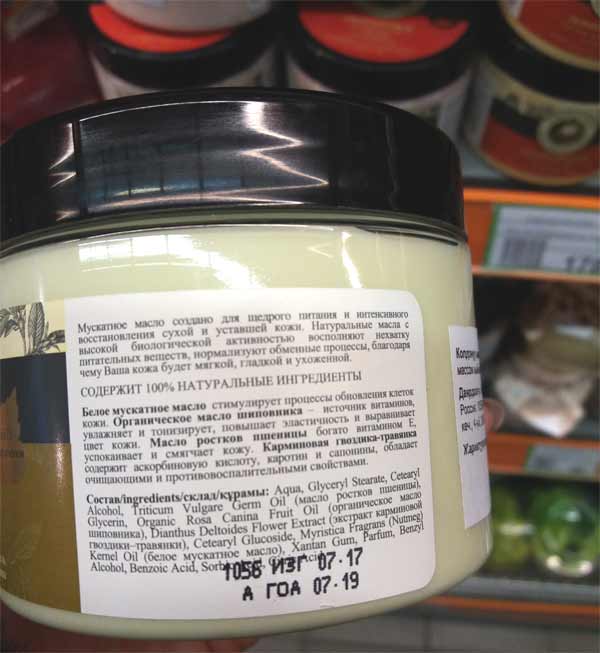 Мускатное масло создано для щедрого питания и интенсивного
восстановления сухой и уставшей кожи. Натуральные масла с
высокой биологической активностью восполняют нехватку
питательных веществ, нормализуют обменные процессы, благодаря
чему Ваша кожа будет мягкой, гладкой и ухоженной.
СОДЕРЖИТ 100% НАТУРАЛЬНЫЕ ИНГРЕДИЕНТЫ
Белое мускатное масло стимулирует процессы обновления клеток
кожи. Органическое масло шиповника – источник витаминов,
увлажняет и тонизирует, повышает эластичность и выравнивает
цвет кожи. Масло ростков пшеницы богато витамином Е,
успокаивает и смягчает кожу. Карминовая гвоздика-травянка
содержит аскорбиновую кислоту, каротин и сапонины, обладает
очищающими и противовоспалительными свойствами.
Состав/ingredients/склад/курамы: Aqua, Glyceryl Stearate, Cetearyl
Alcohol, Triticum Vulgare Germ Oil (масло ростков пшеницы),
Glycerin, Organic Rosa Canina Fruit Oil (органическое масло
шиповника), Dianthus Deltoides Flower Extract (экстракт карминовой
гвоздики–травянки), Cetearyl Glucoside, Myristica Fragrans (Nutmeg)
Kernel Oil (белое мускатное масло), Xantan Gum, Parfum, Benzyl
Alcohol, Benzoic Acid,
1056 ИЗГ 07.17
А ГОА 07.19
массаж
Россия,